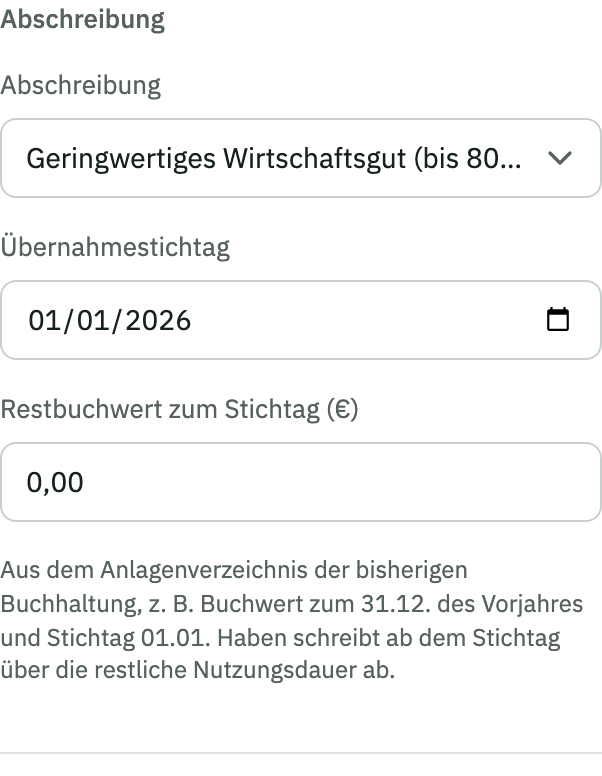 Abschreibung
Abschreibung
Geringwertiges Wirtschaftsgut (bis 80...
Übernahmestichtag
01/01/2026
Restbuchwert zum Stichtag (€)
0,00
Aus dem Anlagenverzeichnis der bisherigen
Buchhaltung, z. B. Buchwert zum 31.12. des Vorjahres
und Stichtag 01.01. Haben schreibt ab dem Stichtag
über die restliche Nutzungsdauer ab.